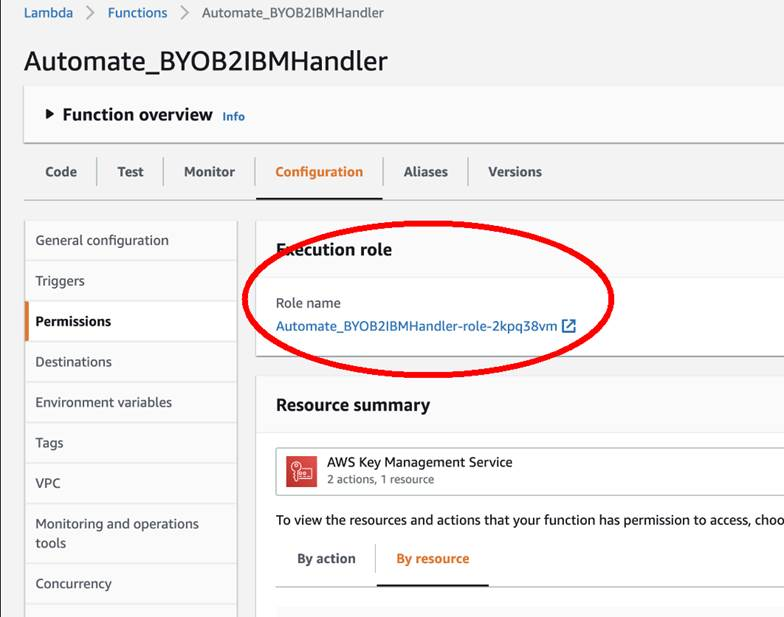 Lambda > Functions > Automate_BYOB2IBMHandler
Automate_BYOB2IBMHandler
Function overview Info
Code Test Monitor Configuration Aliases Versions
General configuration
Triggers
Permissions
Destinations
Environment variables
Tags
VPC
Monitoring and operations
tools
Concurrency
Execution role
Role name
Automate_BYOB2IBMHandler-role-2kpq38vm
Resource summary
AWS Key Management Service
2 actions, 1 resource
To view the resources and actions that your function has permission to access, choo
By action By resource